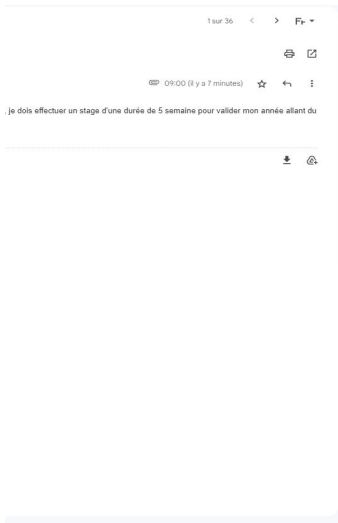 1 sur 36
Fr
09:00 (il y a 7 minutes)
, je dois effectuer un stage d'une durée de 5 semaine pour valider mon année allant du